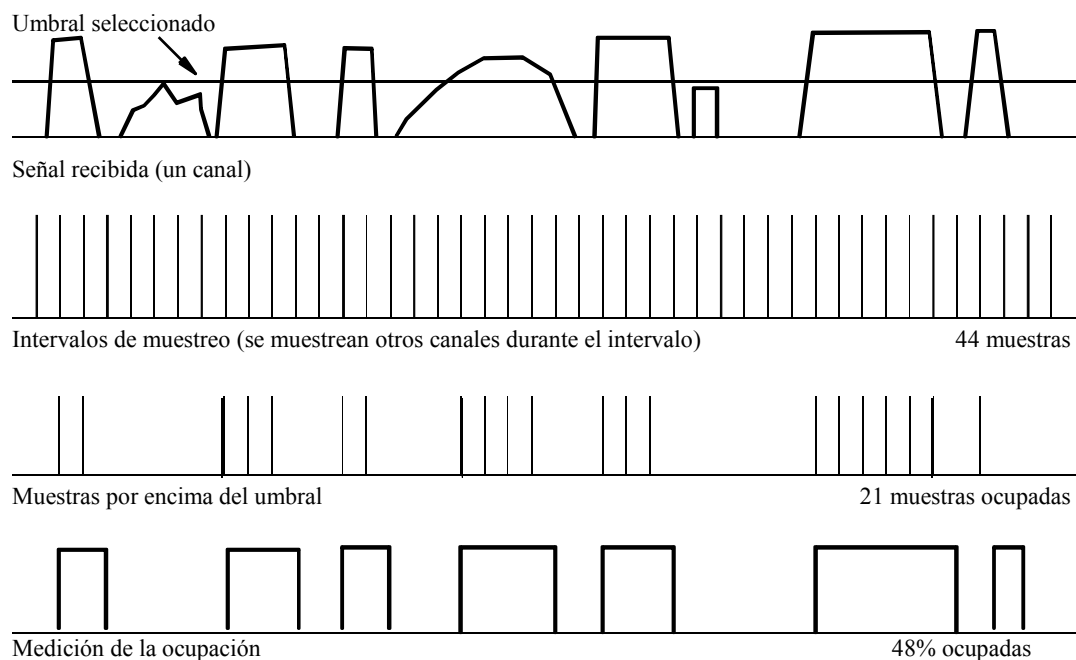 Umbral seleccionado
Señal recibida (un canal)
Intervalos de muestreo (se muestrean otros canales durante el intervalo) 44 muestras
Muestras por encima del umbral 21 muestras ocupadas
Medición de la ocupación 48% ocupadas